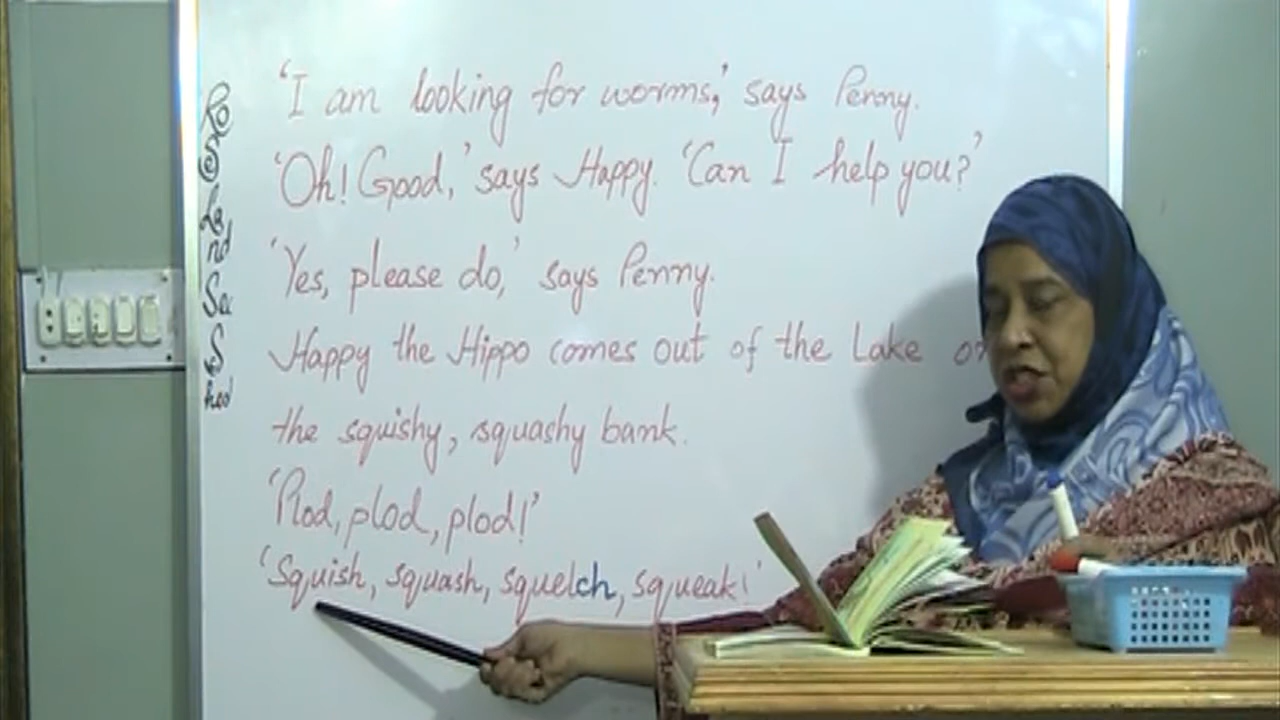 'I am looking for worms,' says Penny.
'Oh! Good,' says Happy. 'Can I help you?'
'Yes, please do,' says Penny.
Happy the Hippo comes out of the Lake on
the squishy, squashy bank.
'Plod, plod, plod!'
'Squish, squash, squelch, squeak!'